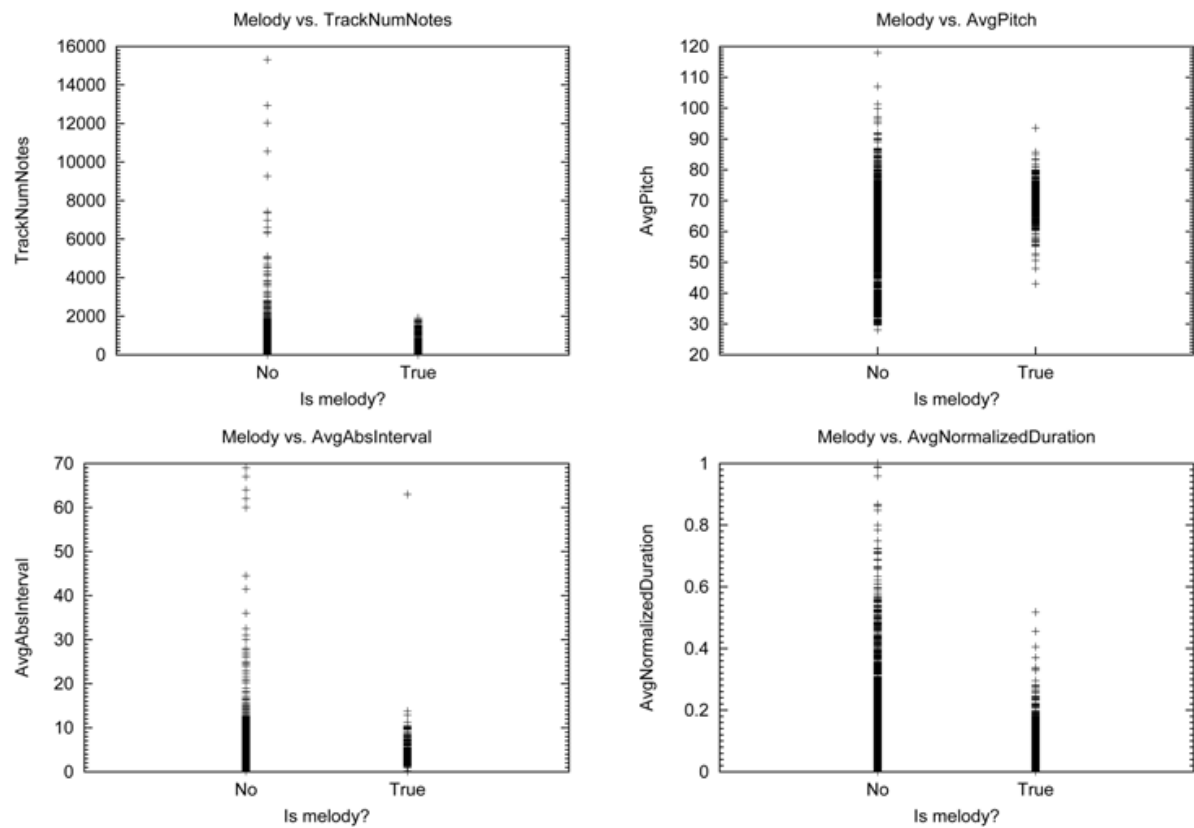 Melody vs. TrackNumNotes
16000
14000
12000
10000
8000
6000
4000
2000
0
TrackNumNotes
No True
Is melody?
Melody vs. AvgPitch
120
110
100
90
80
70
60
50
40
30
20
AvgPitch
No True
Is melody?
Melody vs. AvgAbsInterval
70
60
50
40
30
20
10
0
AvgAbsInterval
No True
Is melody?
Melody vs. AvgNormalizedDuration
1
0.8
0.6
0.4
0.2
0
AvgNormalizedDuration
No True
Is melody?